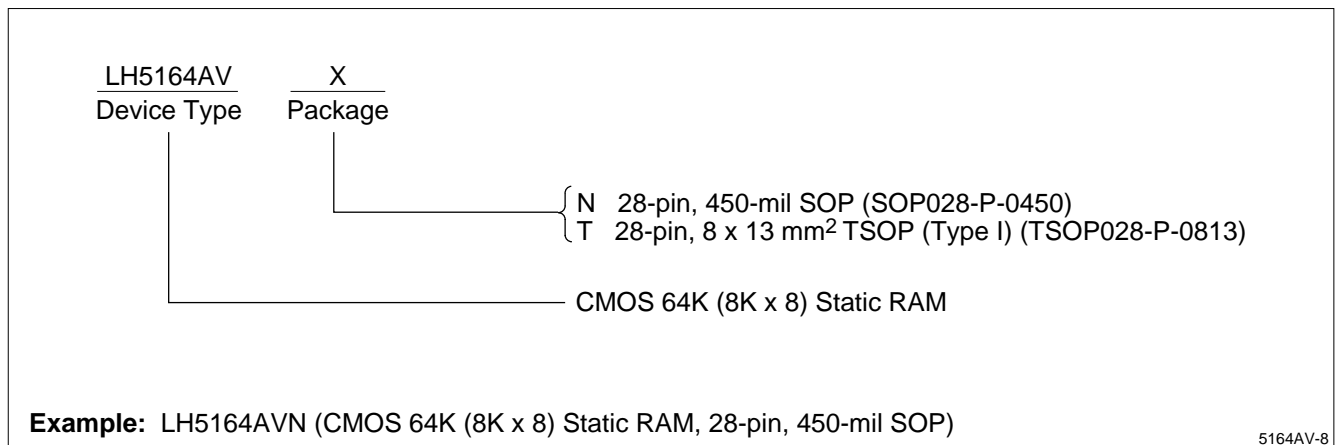 LH5164AV X
Device Type Package
N 28-pin, 450-mil SOP (SOP028-P-0450)
T 28-pin, 8 x 13 mm² TSOP (Type I) (TSOP028-P-0813)
CMOS 64K (8K x 8) Static RAM
Example: LH5164AVN (CMOS 64K (8K x 8) Static RAM, 28-pin, 450-mil SOP)
5164AV-8